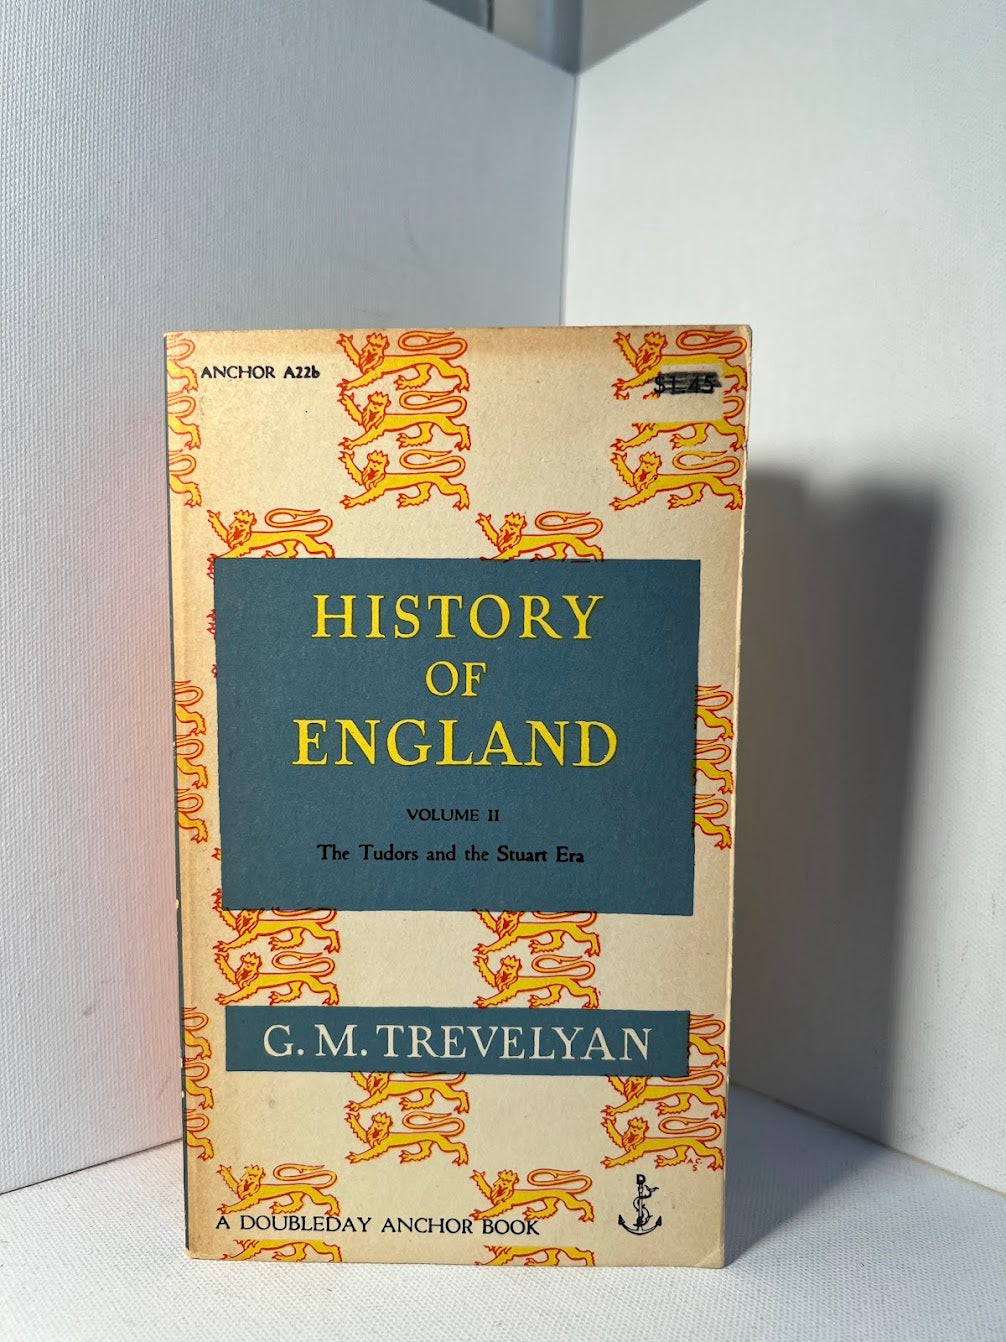 ANCHOR A22b
$1.45
HISTORY
OF
ENGLAND
VOLUME II
The Tudors and the Stuart Era
G. M. TREVELYAN
A DOUBLEDAY ANCHOR BOOK